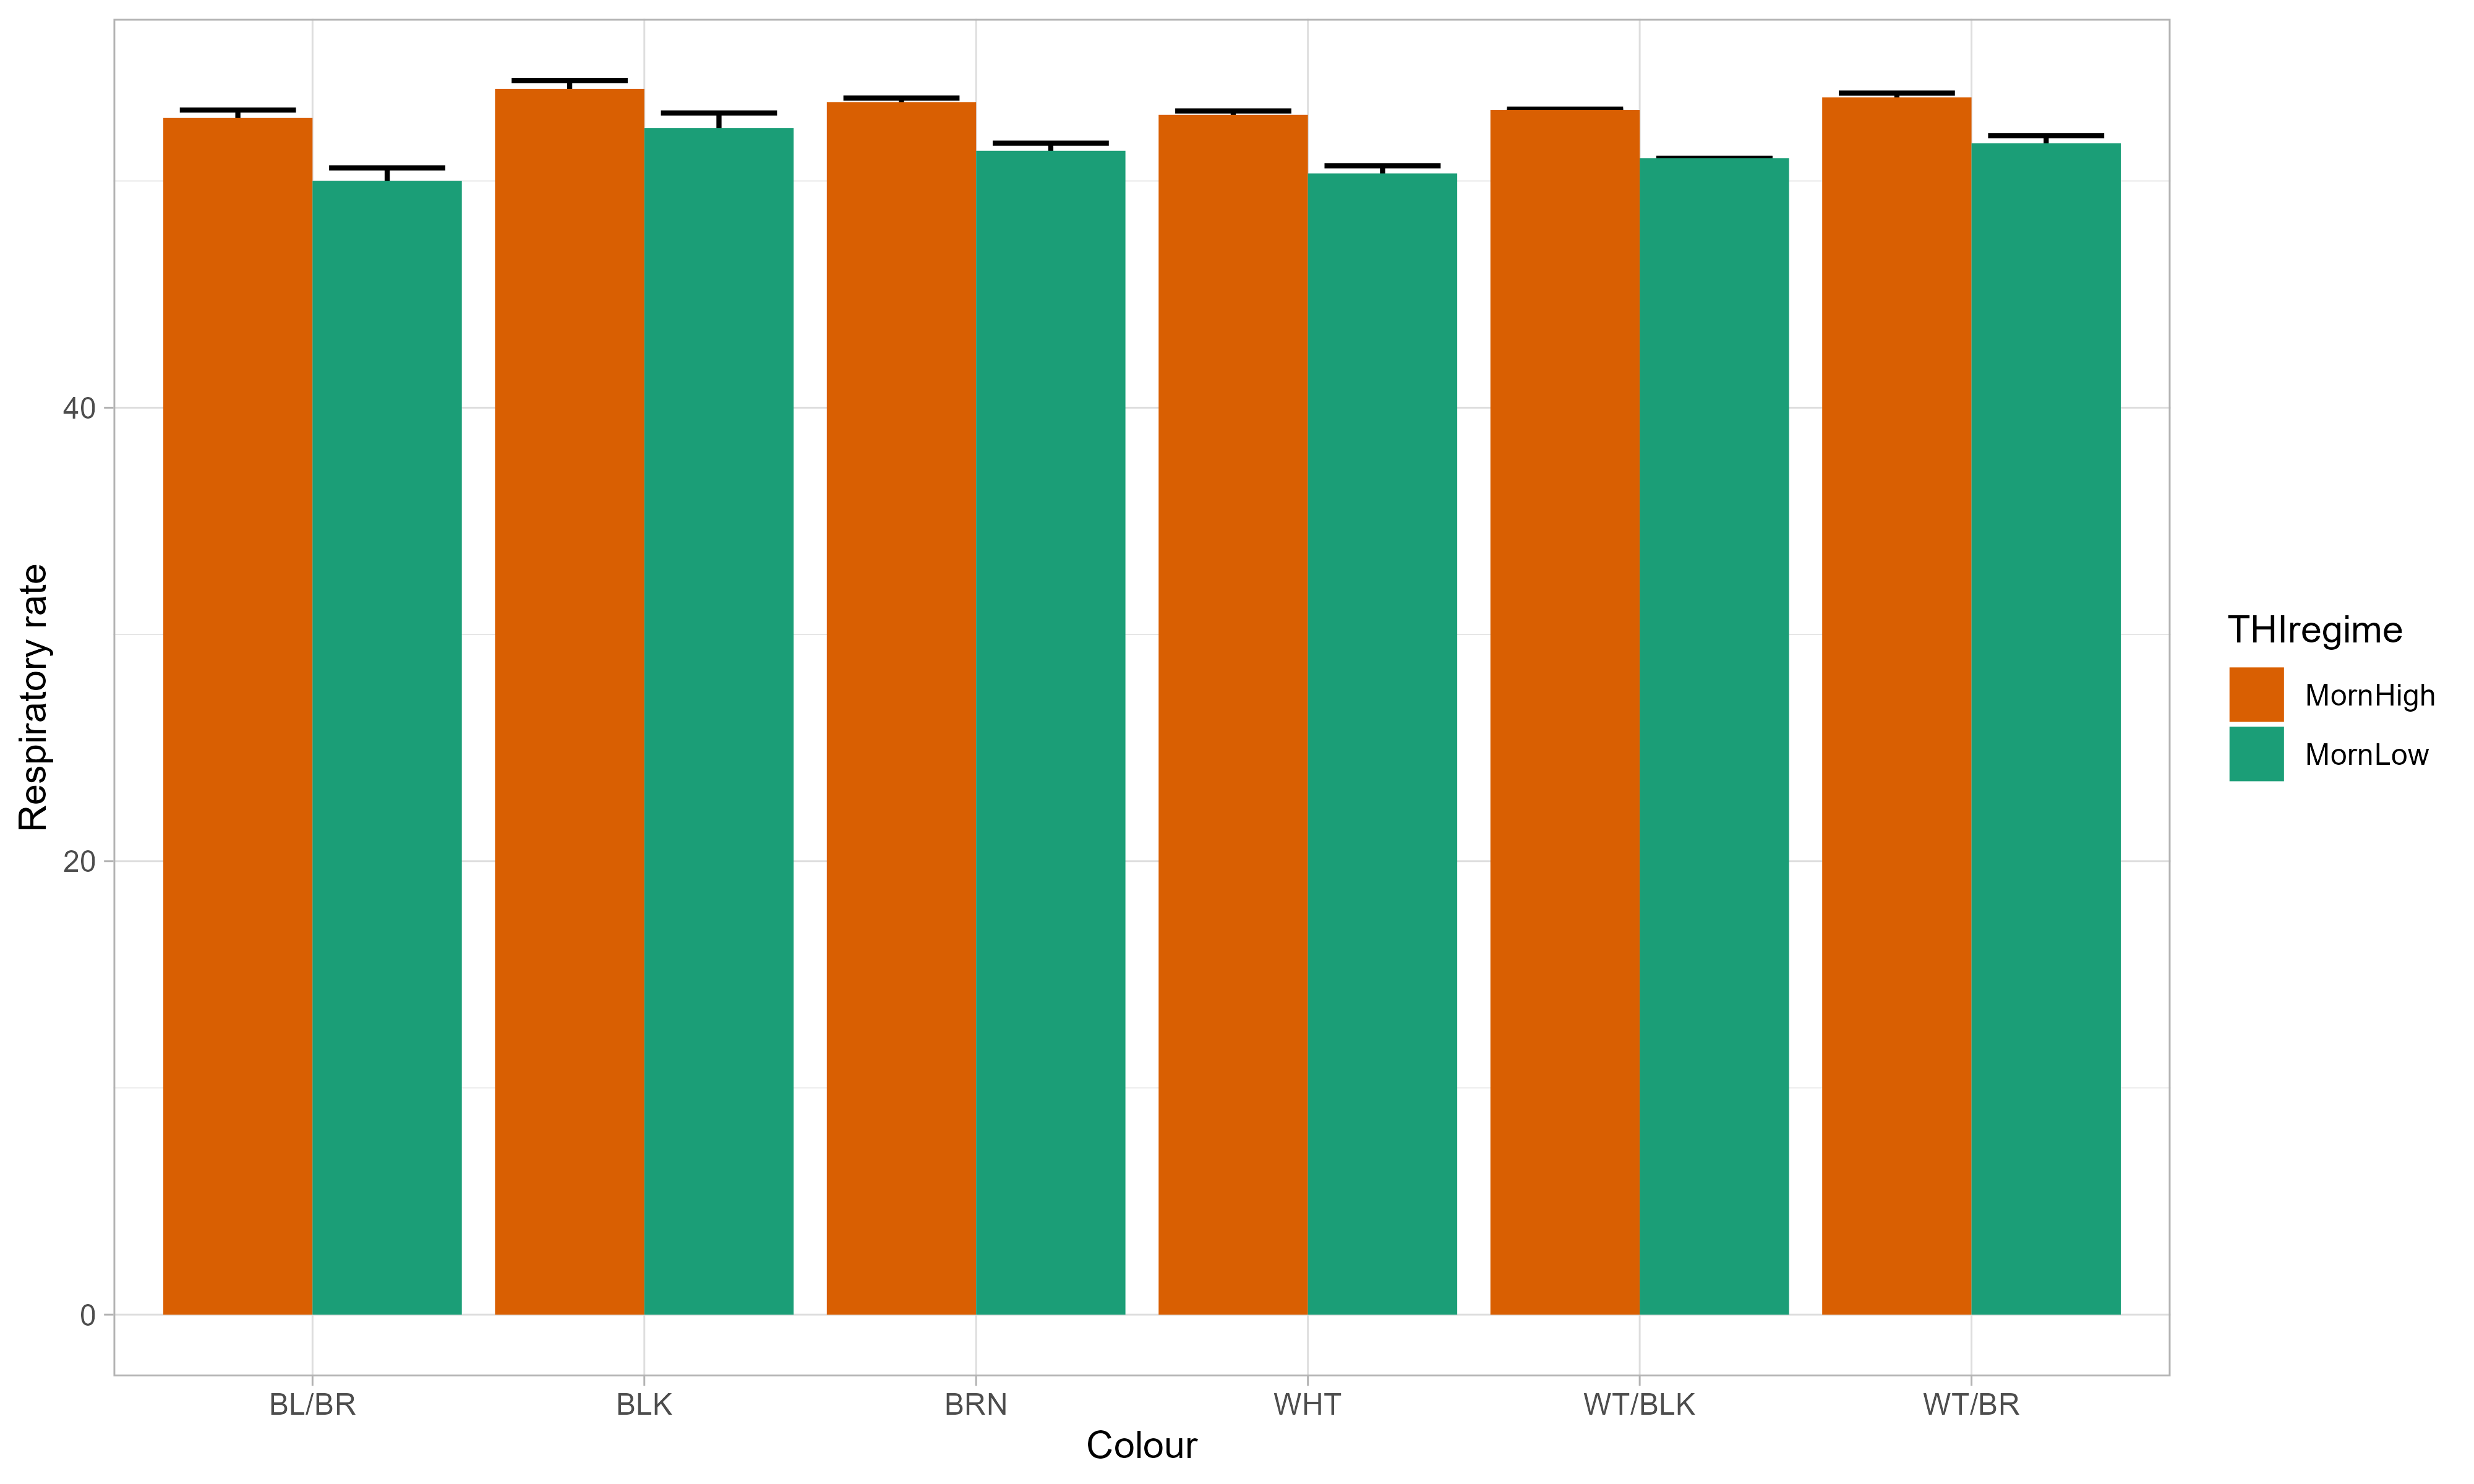 Respiratory rate
40
20
0
BL/BR BLK BRN WHT WT/BLK WT/BR
Colour
THIregime
MornHigh
MornLow